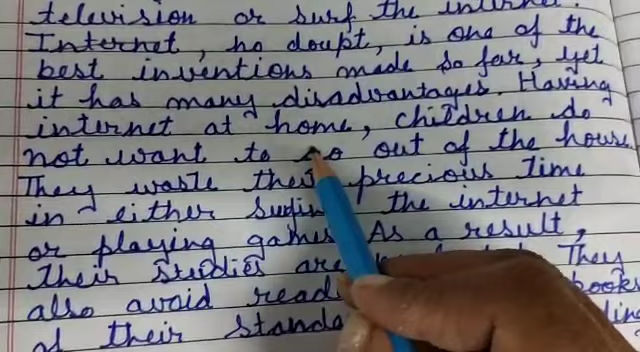 television or surf the internet.
Internet, no doubt, is one of the
best inventions made so far, yet
it has many disadvantages. Having
internet at home, children do
not want to go out of the house.
They waste their precious time
in either the internet
or playing games. As a result,
their studies are They
also avoid books
of their